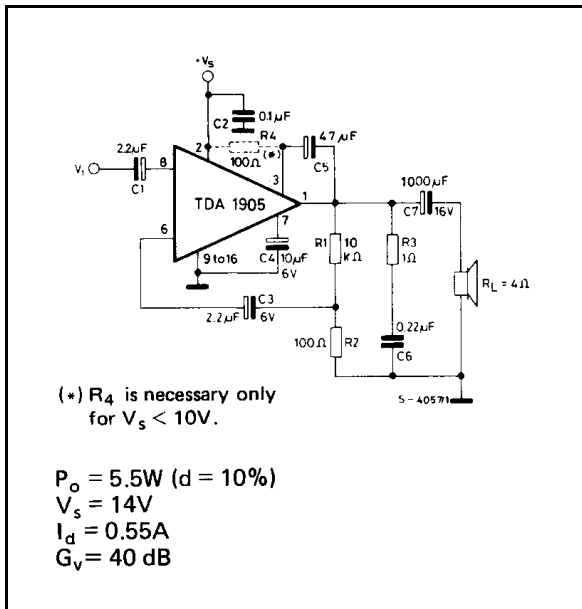 +Vs
C2
0.1µF
R4
(*)
100Ω
47µF
C5
2.2µF
Vi
C1
8
2
3
1
TDA 1905
6
7
9 to 16
C4
10µF
6V
R1
10
kΩ
R3
1Ω
1000µF
C7
16V
RL = 4Ω
C3
2.2µF
6V
100Ω
R2
0.22µF
C6
S-4057/1
(*) R4 is necessary only
for Vs < 10V.
Po = 5.5W (d = 10%)
Vs = 14V
Id = 0.55A
Gv = 40 dB